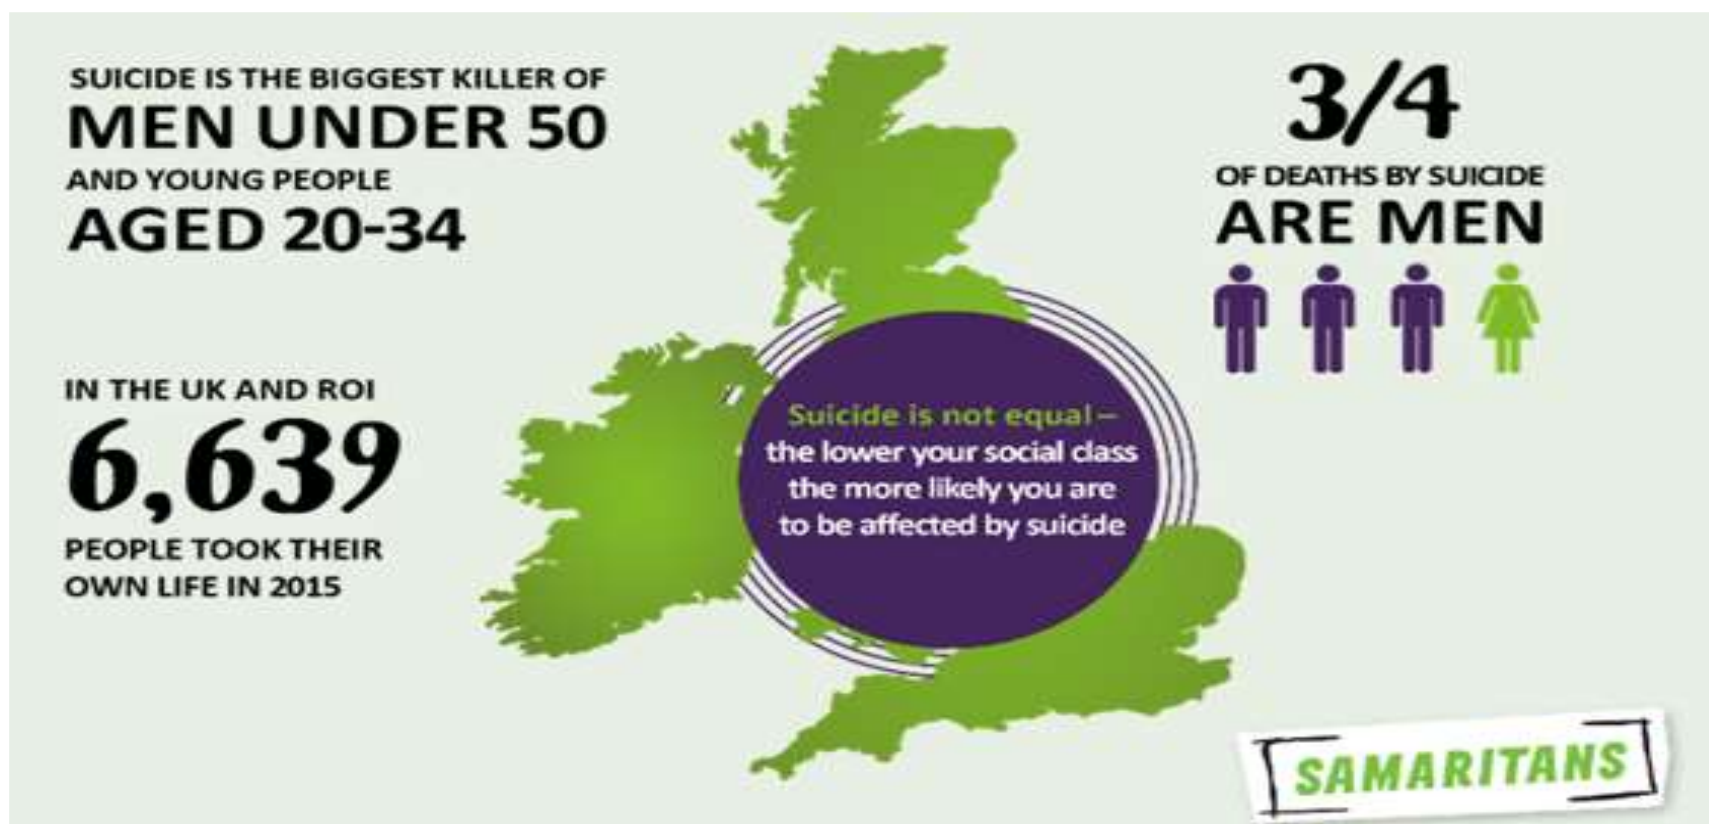 SUICIDE IS THE BIGGEST KILLER OF
MEN UNDER 50
AND YOUNG PEOPLE
AGED 20-34
IN THE UK AND ROI
6,639
PEOPLE TOOK THEIR
OWN LIFE IN 2015
Suicide is not equal–
the lower your social class
the more likely you are
to be affected by suicide
3/4
OF DEATHS BY SUICIDE
ARE MEN
SAMARITANS